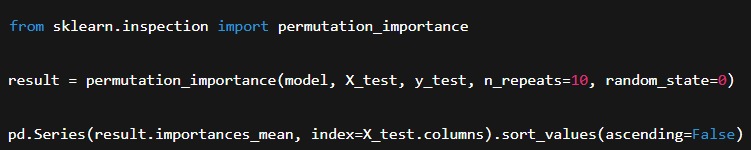 from sklearn.inspection import permutation_importance
result = permutation_importance(model, X_test, y_test, n_repeats=10, random_state=0)
pd.Series(result.importances_mean, index=X_test.columns).sort_values(ascending=False)